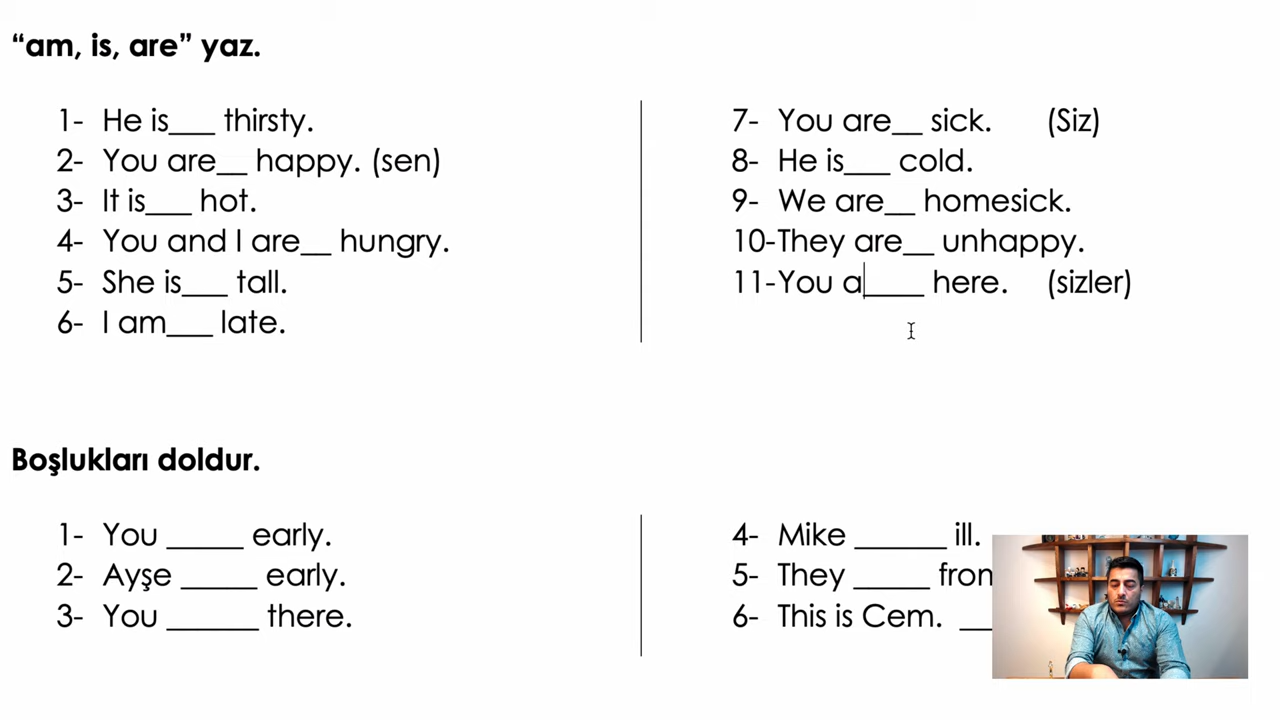 “am, is, are” yaz.
1- He is___ thirsty.
2- You are__ happy. (sen)
3- It is___ hot.
4- You and I are__ hungry.
5- She is___ tall.
6- I am___ late.
7- You are__ sick. (Siz)
8- He is___ cold.
9- We are__ homesick.
10-They are__ unhappy.
11-You a____ here. (sizler)
Boşlukları doldur.
1- You _____ early.
2- Ayşe _____ early.
3- You ______ there.
4- Mike ______ ill.
5- They _____
6- This is Cem. __